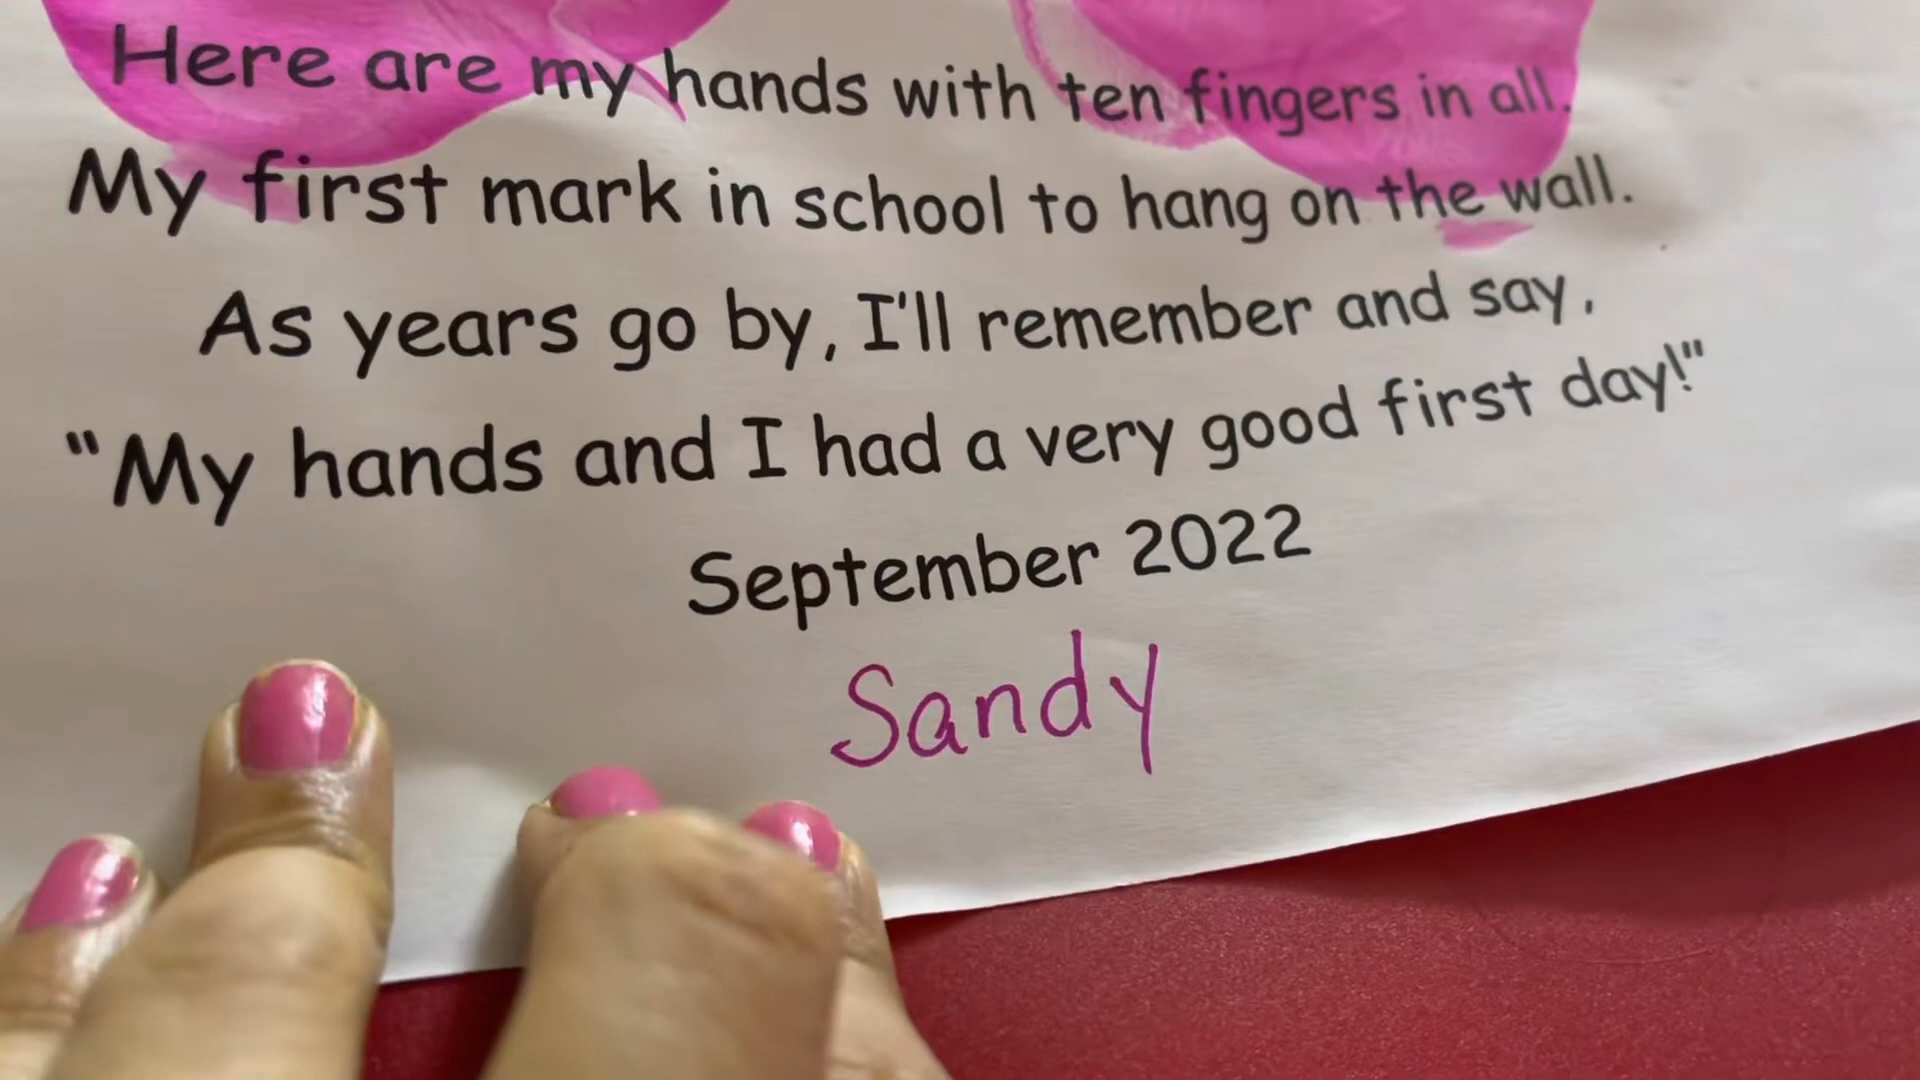 Here are my hands with ten fingers in all.
My first mark in school to hang on the wall.
As years go by, I'll remember and say,
"My hands and I had a very good first day!"
September 2022
Sandy